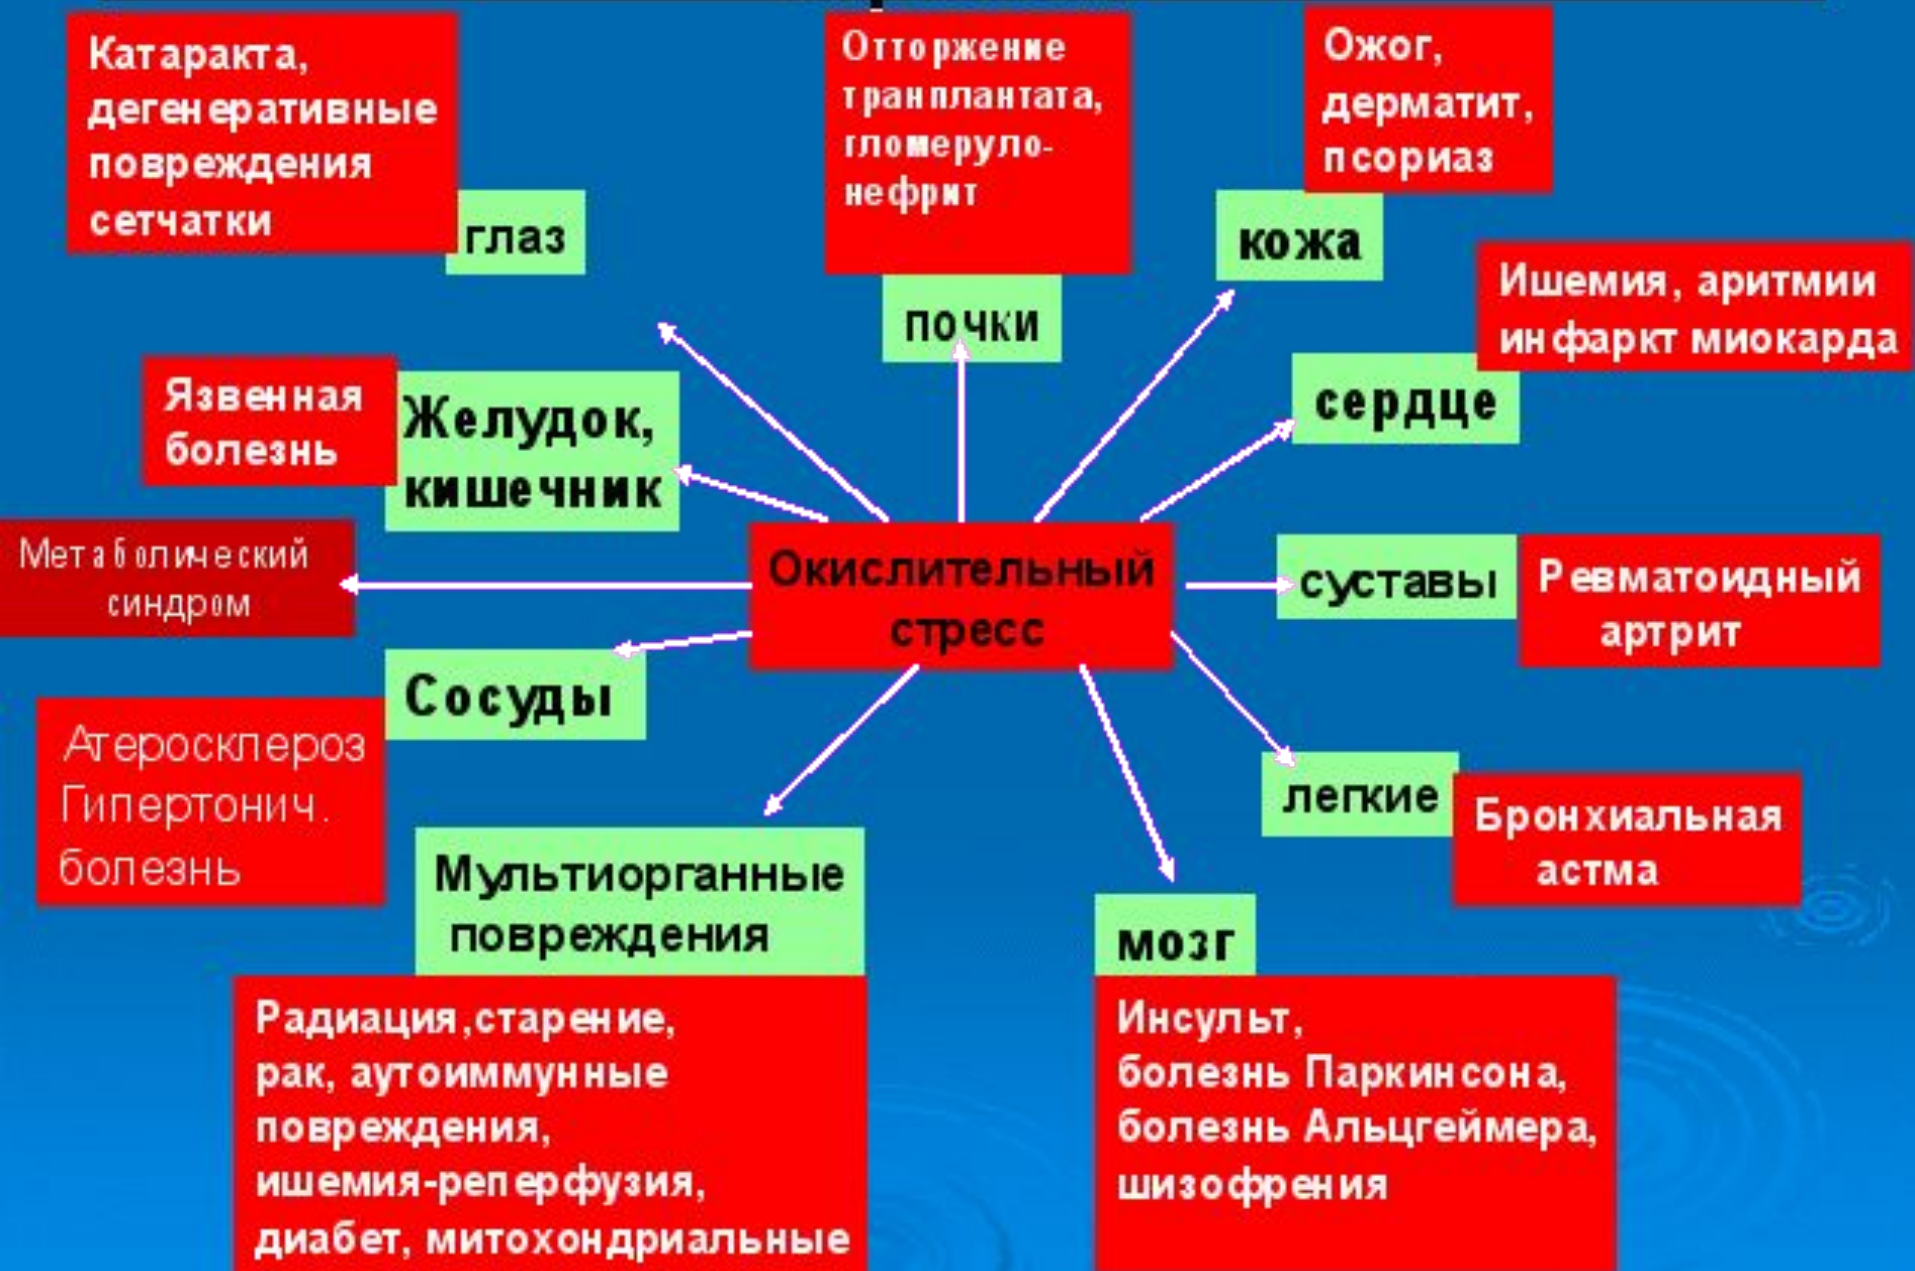 Катаракта,
дегенеративные
повреждения
сетчатки
глаз
Отторжение
транплантата,
гломеруло-
нефрит
почки
Ожог,
дерматит,
псориаз
кожа
Ишемия, аритмии
инфаркт миокарда
сердце
Язвенная
болезнь
Желудок,
кишечник
Метаболический
синдром
Окислительный
стресс
суставы
Ревматоидный
артрит
Сосуды
Атеросклероз
Гипертонич.
болезнь
легкие
Бронхиальная
астма
Мультиорганные
повреждения
Радиация,старение,
рак, аутоиммунные
повреждения,
ишемия-реперфузия,
диабет, митохондриальные
мозг
Инсульт,
болезнь Паркинсона,
болезнь Альцгеймера,
шизофрения